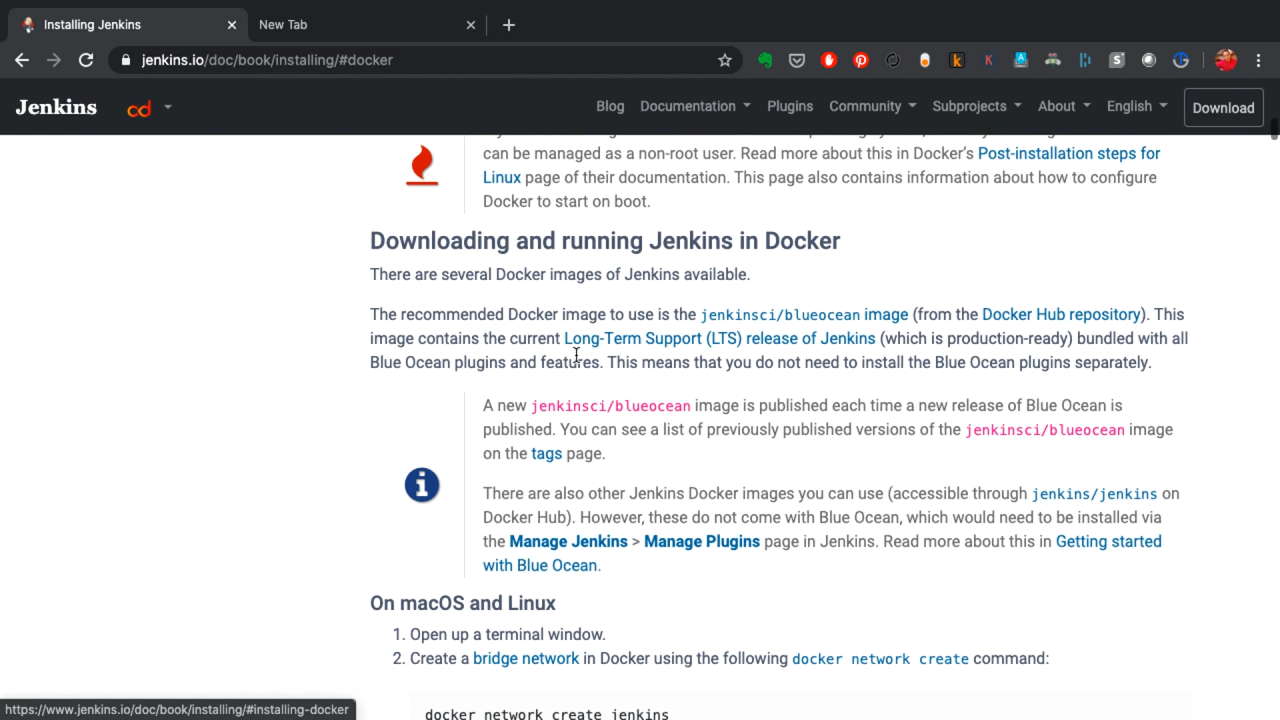 Installing Jenkins
New Tab
jenkins.io/doc/book/installing/#docker
Jenkins
cd
Blog Documentation Plugins Community Subprojects About English Download
can be managed as a non-root user. Read more about this in Docker's Post-installation steps for
Linux page of their documentation. This page also contains information about how to configure
Docker to start on boot.
Downloading and running Jenkins in Docker
There are several Docker images of Jenkins available.
The recommended Docker image to use is the jenkinsci/blueocean image (from the Docker Hub repository). This
image contains the current Long-Term Support (LTS) release of Jenkins (which is production-ready) bundled with all
Blue Ocean plugins and features. This means that you do not need to install the Blue Ocean plugins separately.
A new jenkinsci/blueocean image is published each time a new release of Blue Ocean is
published. You can see a list of previously published versions of the jenkinsci/blueocean image
on the tags page.
There are also other Jenkins Docker images you can use (accessible through jenkins/jenkins on
Docker Hub). However, these do not come with Blue Ocean, which would need to be installed via
the Manage Jenkins > Manage Plugins page in Jenkins. Read more about this in Getting started
with Blue Ocean.
On macOS and Linux
1. Open up a terminal window.
2. Create a bridge network in Docker using the following docker network create command:
docker network create jenkins
https://www.jenkins.io/doc/book/installing/#installing-docker